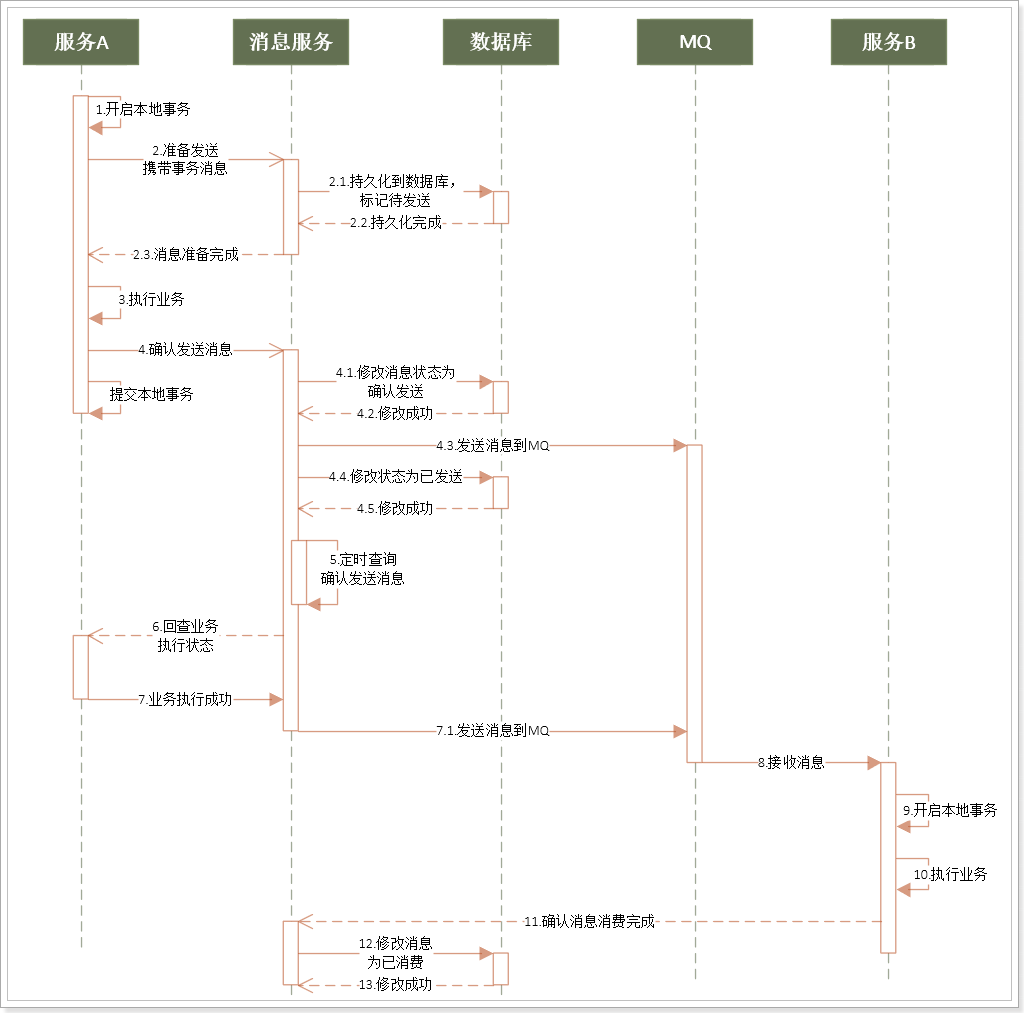 服务A
消息服务
数据库
MQ
服务B
1.开启本地事务
2.准备发送
携带事务消息
2.1.持久化到数据库，
标记待发送
2.2.持久化完成
2.3.消息准备完成
3.执行业务
4.确认发送消息
4.1.修改消息状态为
确认发送
提交本地事务
4.2.修改成功
4.3.发送消息到MQ
4.4.修改状态为已发送
4.5.修改成功
5.定时查询
确认发送消息
6.回查业务
执行状态
7.业务执行成功
7.1.发送消息到MQ
8.接收消息
9.开启本地事务
10.执行业务
11.确认消息消费完成
12.修改消息
为已消费
13.修改成功